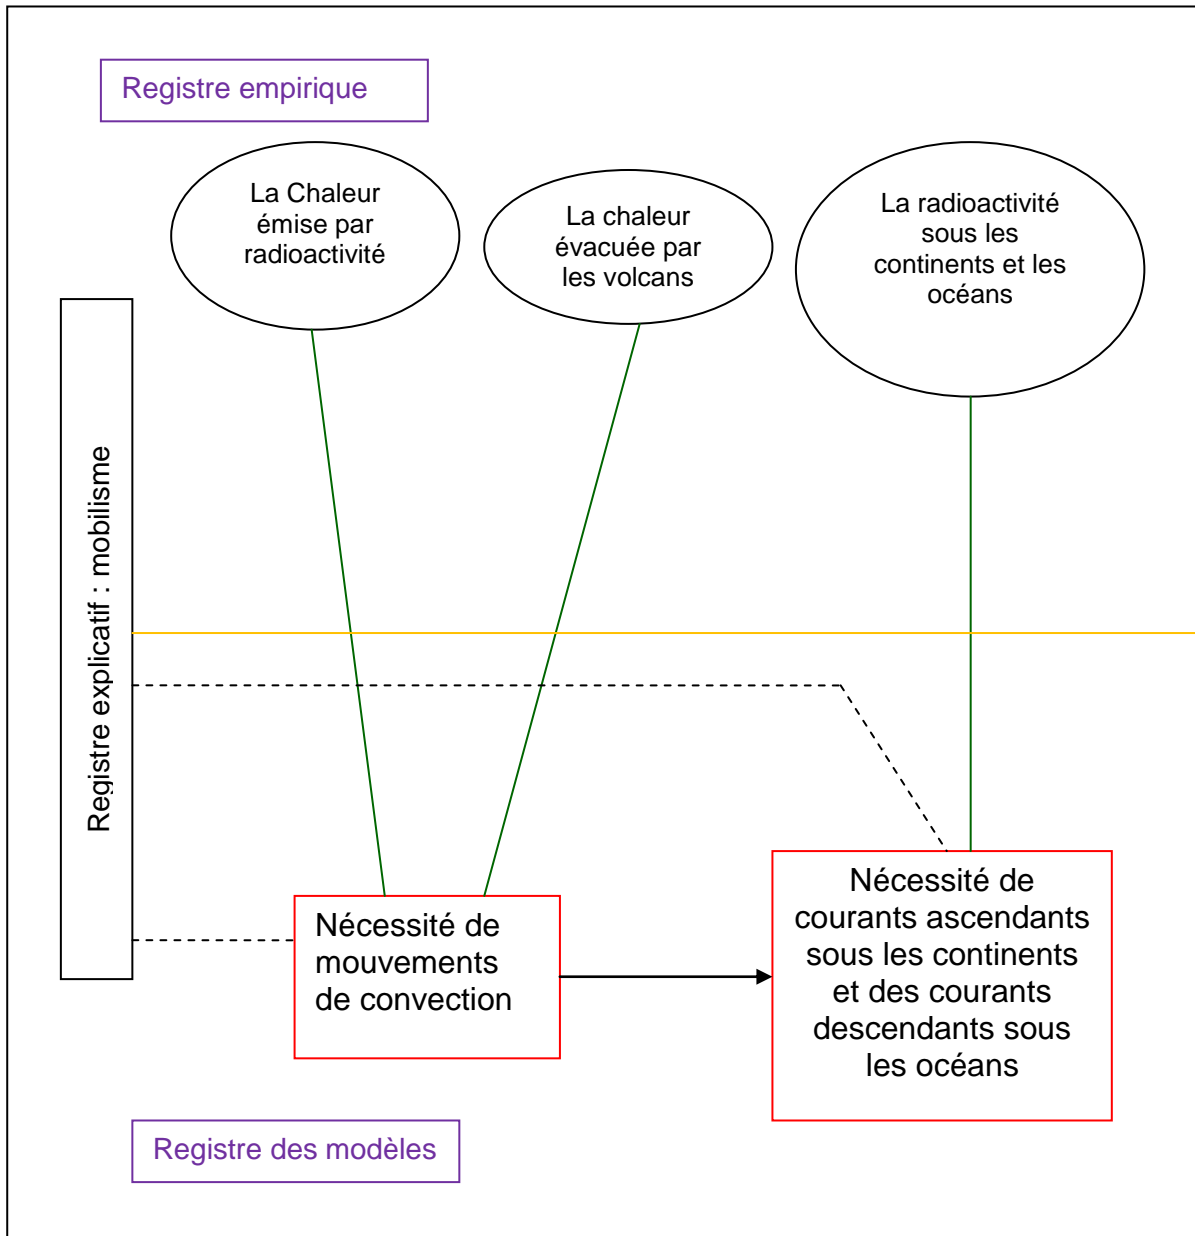 Registre empirique
La Chaleur
émise par
radioactivité
La chaleur
évacuée par
les volcans
La radioactivité
sous les
continents et les
océans
Registre explicatif : mobilisme
Nécessité de
mouvements
de convection
Nécessité de
courants ascendants
sous les continents
et des courants
descendants sous
les océans
Registre des modèles